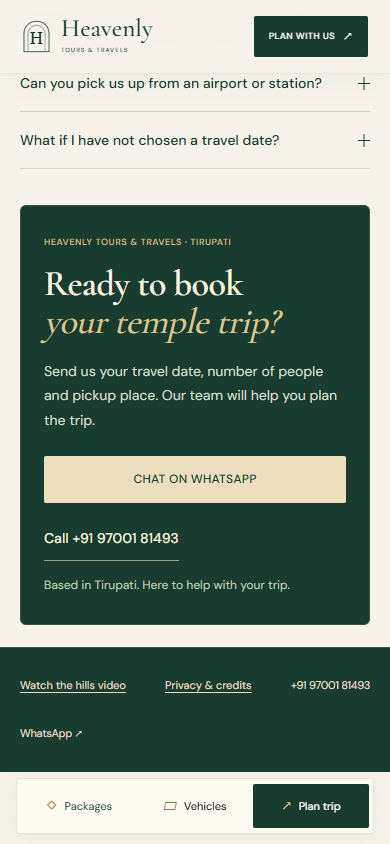 H
Heavenly
TOURS & TRAVELS
PLAN WITH US ↗
Can you pick us up from an airport or station?
What if I have not chosen a travel date?
HEAVENLY TOURS & TRAVELS · TIRUPATI
Ready to book
your temple trip?
Send us your travel date, number of people
and pickup place. Our team will help you plan
the trip.
CHAT ON WHATSAPP
Call +91 97001 81493
Based in Tirupati. Here to help with your trip.
Watch the hills video
Privacy & credits
+91 97001 81493
WhatsApp ↗
Packages
Vehicles
↗ Plan trip